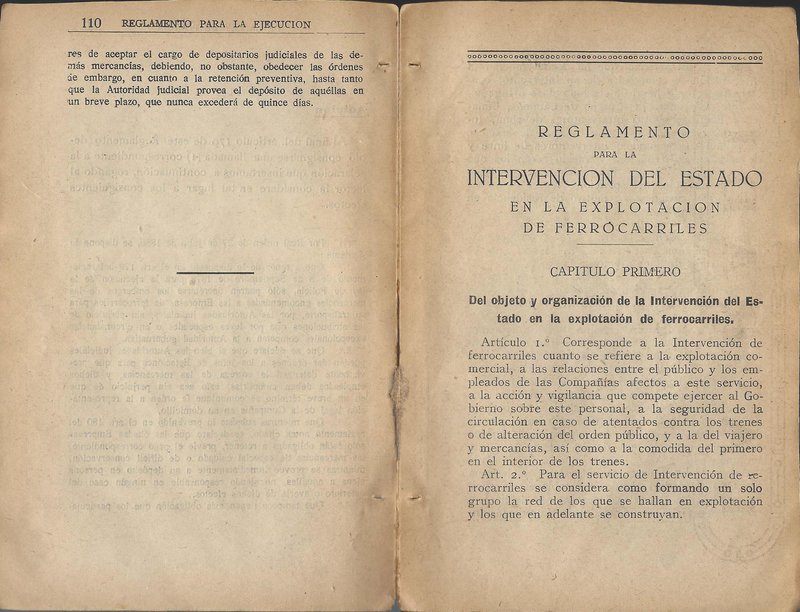 110 REGLAMENTO PARA LA EJECUCION
res de aceptar el cargo de depositarios judiciales de las de-
más mercancías, debiendo, no obstante, obedecer las órdenes
de embargo, en cuanto a la retención preventiva, hasta tanto
que la Autoridad judicial provea el depósito de aquéllas en
un breve plazo, que nunca excederá de quince días.
REGLAMENTO
PARA LA
INTERVENCION DEL ESTADO
EN LA EXPLOTACION
DE FERROCARRILES
CAPITULO PRIMERO
Del objeto y organización de la Intervención del Es-
tado en la explotación de ferrocarriles.
Artículo 1.° Corresponde a la Intervención de
ferrocarriles cuanto se refiere a la explotación co-
mercial, a las relaciones entre el público y los em-
pleados de las Compañías afectos a este servicio,
a la acción y vigilancia que compete ejercer al Go-
bierno sobre este personal, a la seguridad de la
circulación en caso de atentados contra los trenes
o de alteración del orden público, y a la del viajero
y mercancías, así como a la comodida del primero
en el interior de los trenes.
Art. 2.° Para el servicio de Intervención de re-
rrocarriles se considera como formando un solo
grupo la red de los que se hallan en explotación
y los que en adelante se construyan.